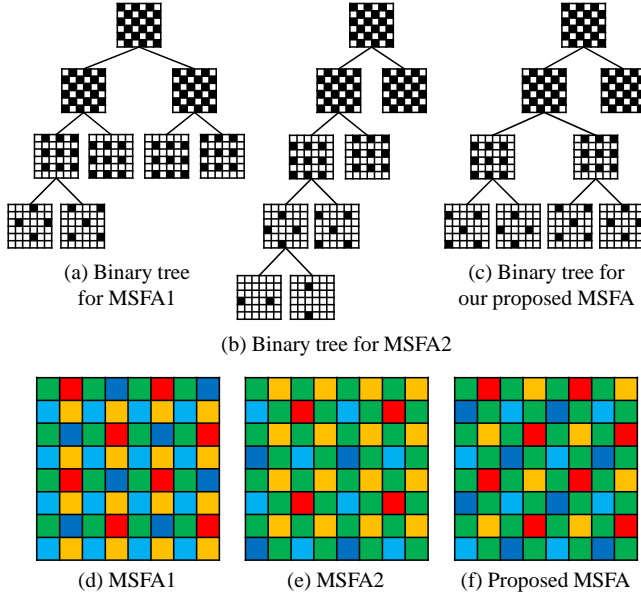 (a) Binary tree
for MSFA1
(c) Binary tree for
our proposed MSFA
(b) Binary tree for MSFA2
(d) MSFA1
(e) MSFA2
(f) Proposed MSFA